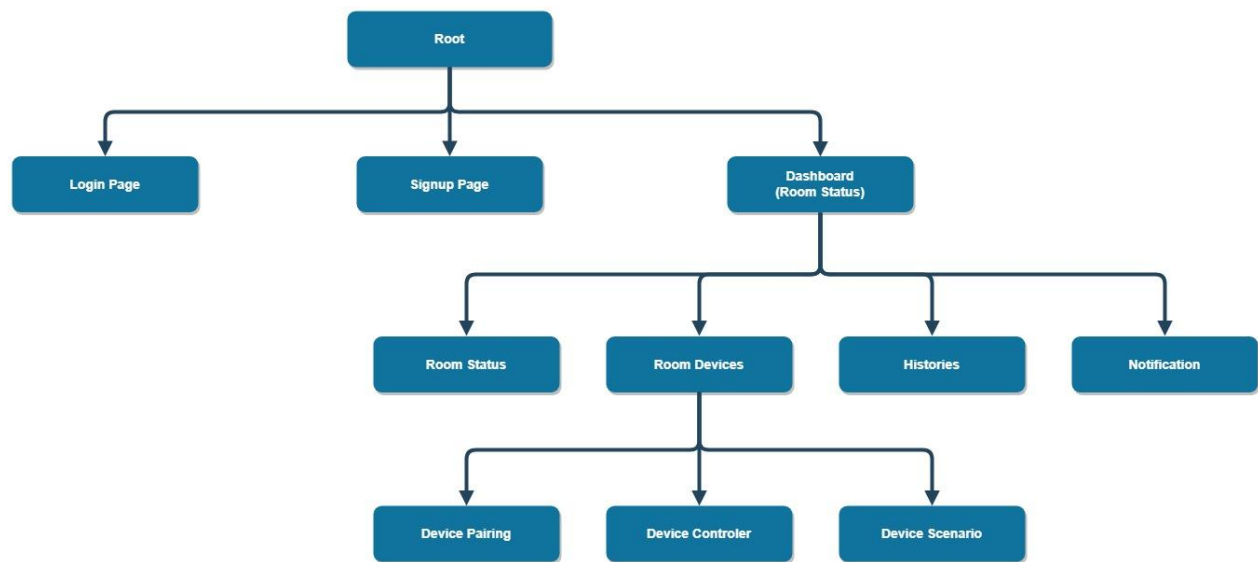 Root
Login Page
Signup Page
Dashboard
(Room Status)
Room Status
Room Devices
Histories
Notification
Device Pairing
Device Controler
Device Scenario